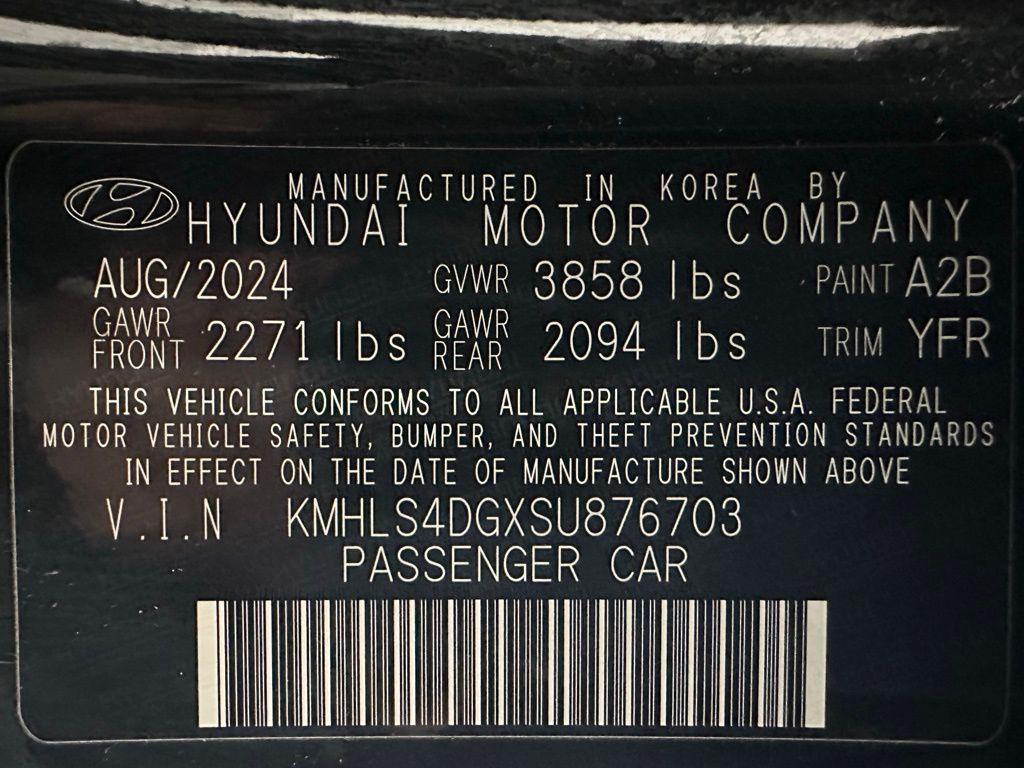 MANUFACTURED IN KOREA BY
HYUNDAI MOTOR COMPANY
AUG/2024 GVWR 3858 lbs PAINT A2B
GAWR FRONT 2271 lbs GAWR REAR 2094 lbs TRIM YFR
THIS VEHICLE CONFORMS TO ALL APPLICABLE U.S.A. FEDERAL
MOTOR VEHICLE SAFETY, BUMPER, AND THEFT PREVENTION STANDARDS
IN EFFECT ON THE DATE OF MANUFACTURE SHOWN ABOVE
V.I.N KMHLS4DGXSU876703
PASSENGER CAR